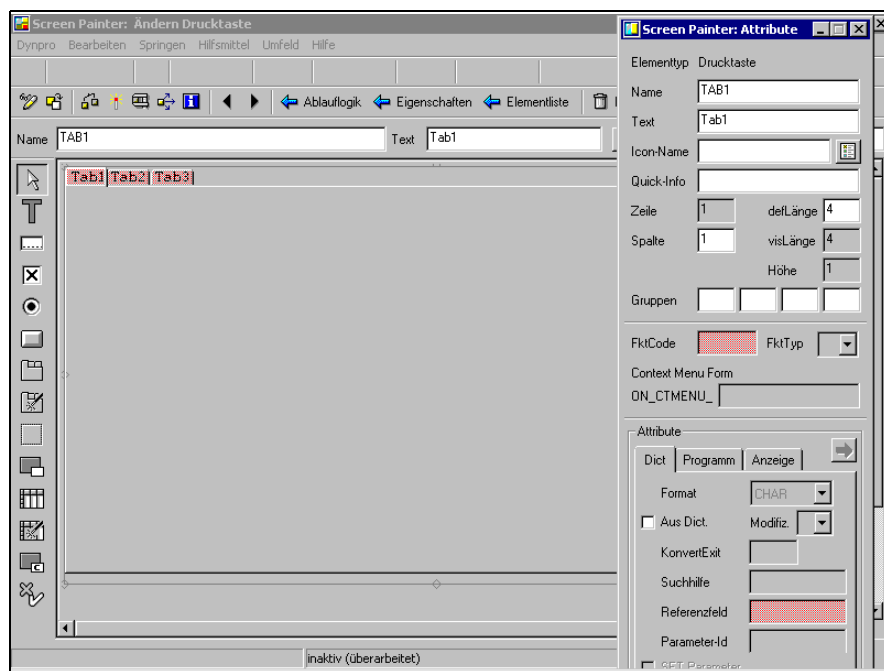 Screen Painter: Ändern Drucktaste
Dynpro Bearbeiten Springen Hilfsmittel Umfeld Hilfe
Ablauflogik Eigenschaften Elementliste
Name TAB1 Text Tab1
Tab1 Tab2 Tab3
C
inaktiv (überarbeitet)
Screen Painter: Attribute
Elementtyp Drucktaste
Name TAB1
Text Tab1
Icon-Name
Quick-Info
Zeile 1 defLänge 4
Spalte 1 visLänge 4
Höhe 1
Gruppen
FktCode FktTyp
Context Menu Form
ON_CTMENU_
Attribute
Dict Programm Anzeige
Format CHAR
Aus Dict. Modifiz.
KonvertExit
Suchhilfe
Referenzfeld
Parameter-Id
SET Parameter